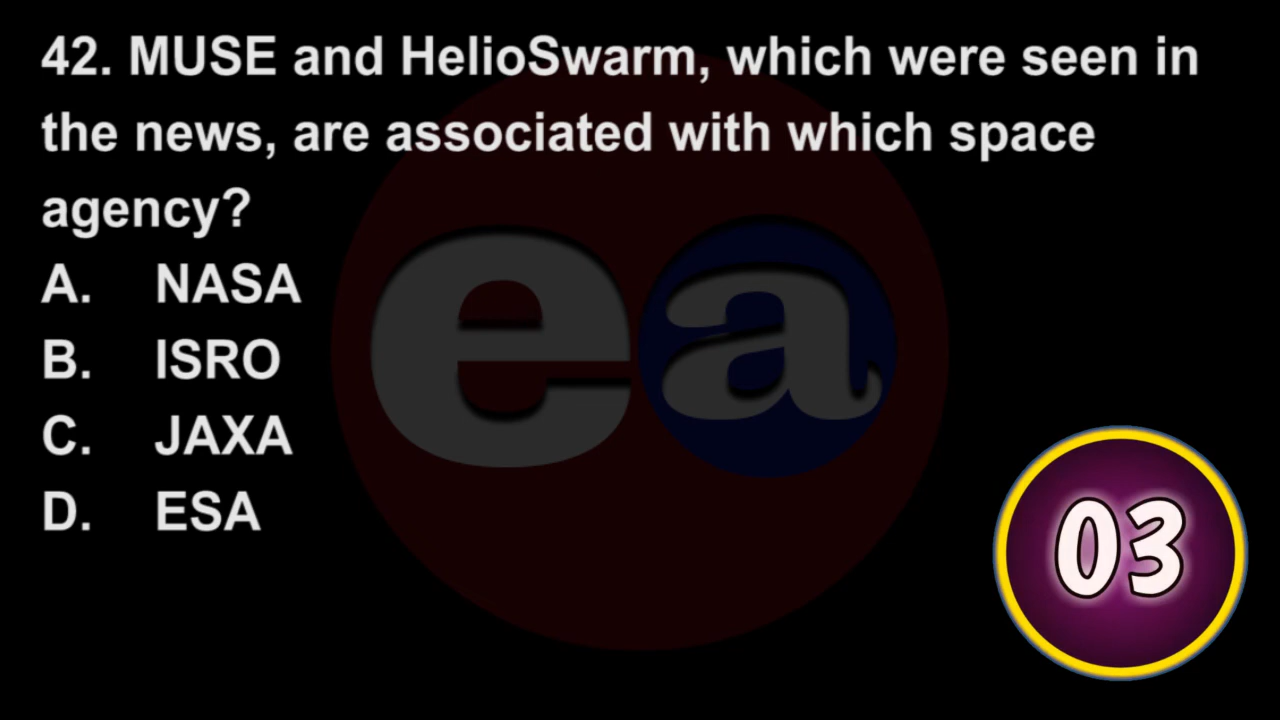 42. MUSE and HelioSwarm, which were seen in
the news, are associated with which space
agency?
A. NASA
B. ISRO
C. JAXA
D. ESA
ea
03